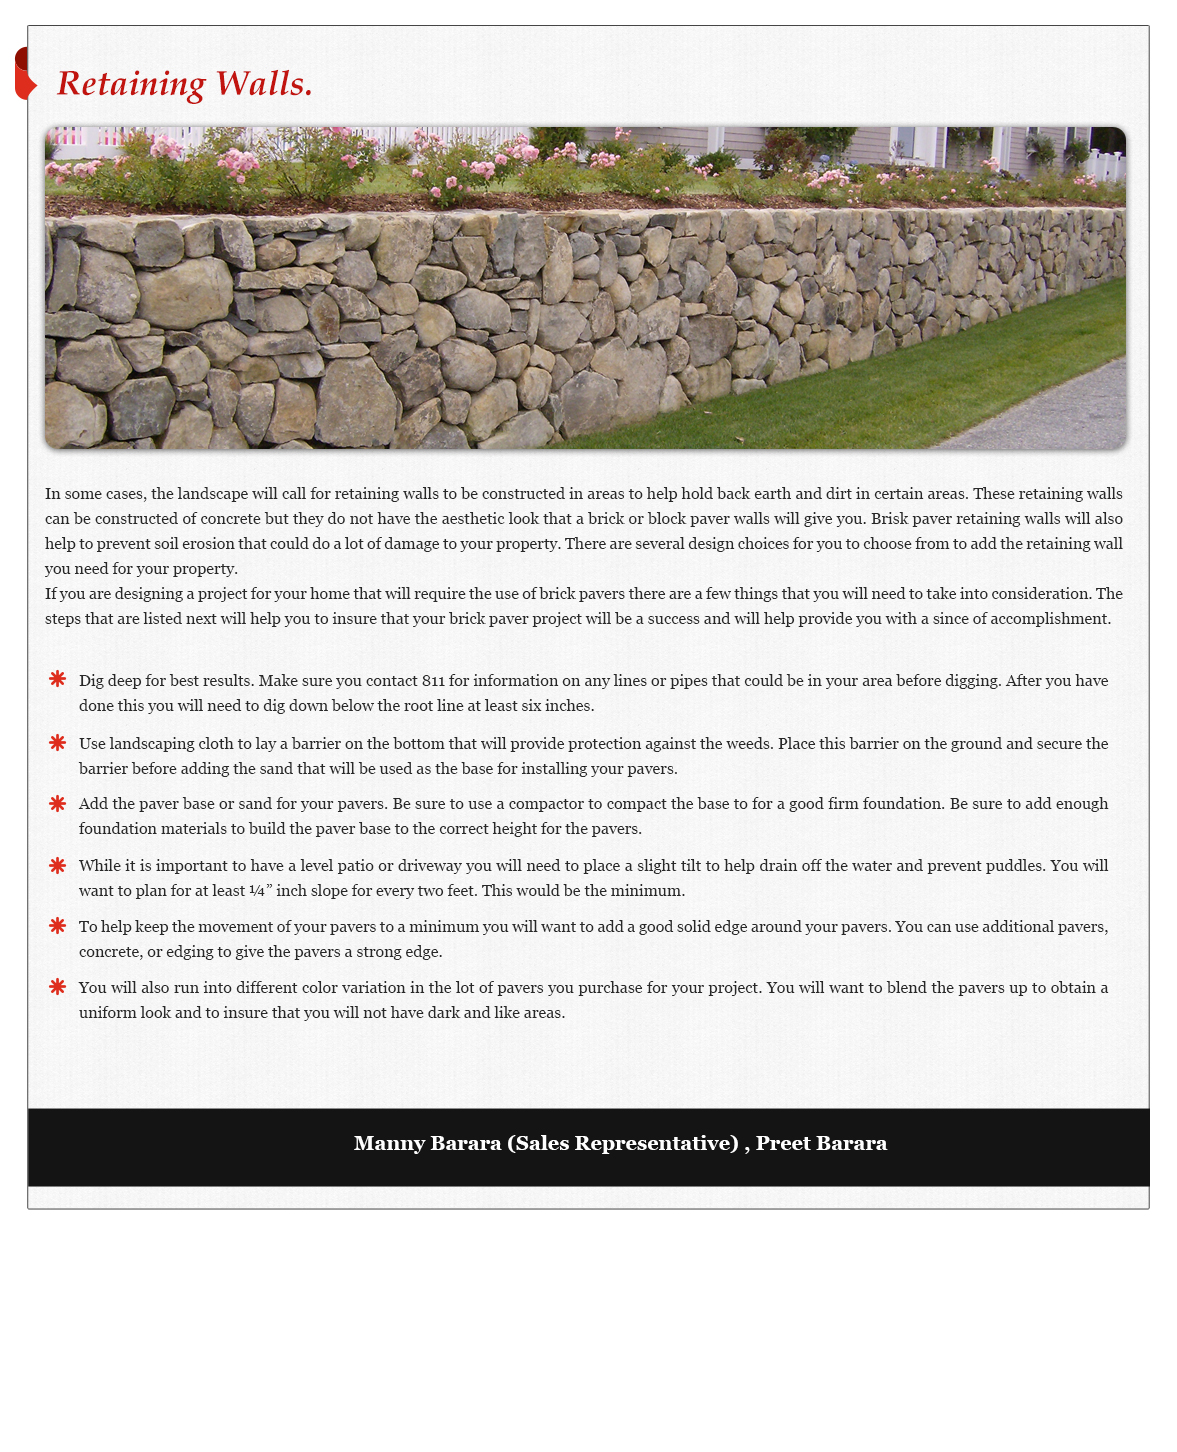 Retaining Walls.
In some cases, the landscape will call for retaining walls to be constructed in areas to help hold back earth and dirt in certain areas. These retaining walls
can be constructed of concrete but they do not have the aesthetic look that a brick or block paver walls will give you. Brisk paver retaining walls will also
help to prevent soil erosion that could do a lot of damage to your property. There are several design choices for you to choose from to add the retaining wall
you need for your property.
If you are designing a project for your home that will require the use of brick pavers there are a few things that you will need to take into consideration. The
steps that are listed next will help you to insure that your brick paver project will be a success and will help provide you with a since of accomplishment.
Dig deep for best results. Make sure you contact 811 for information on any lines or pipes that could be in your area before digging. After you have
done this you will need to dig down below the root line at least six inches.
Use landscaping cloth to lay a barrier on the bottom that will provide protection against the weeds. Place this barrier on the ground and secure the
barrier before adding the sand that will be used as the base for installing your pavers.
Add the paver base or sand for your pavers. Be sure to use a compactor to compact the base to for a good firm foundation. Be sure to add enough
foundation materials to build the paver base to the correct height for the pavers.
While it is important to have a level patio or driveway you will need to place a slight tilt to help drain off the water and prevent puddles. You will
want to plan for at least ¼” inch slope for every two feet. This would be the minimum.
To help keep the movement of your pavers to a minimum you will want to add a good solid edge around your pavers. You can use additional pavers,
concrete, or edging to give the pavers a strong edge.
You will also run into different color variation in the lot of pavers you purchase for your project. You will want to blend the pavers up to obtain a
uniform look and to insure that you will not have dark and like areas.
Manny Barara (Sales Representative) , Preet Barara